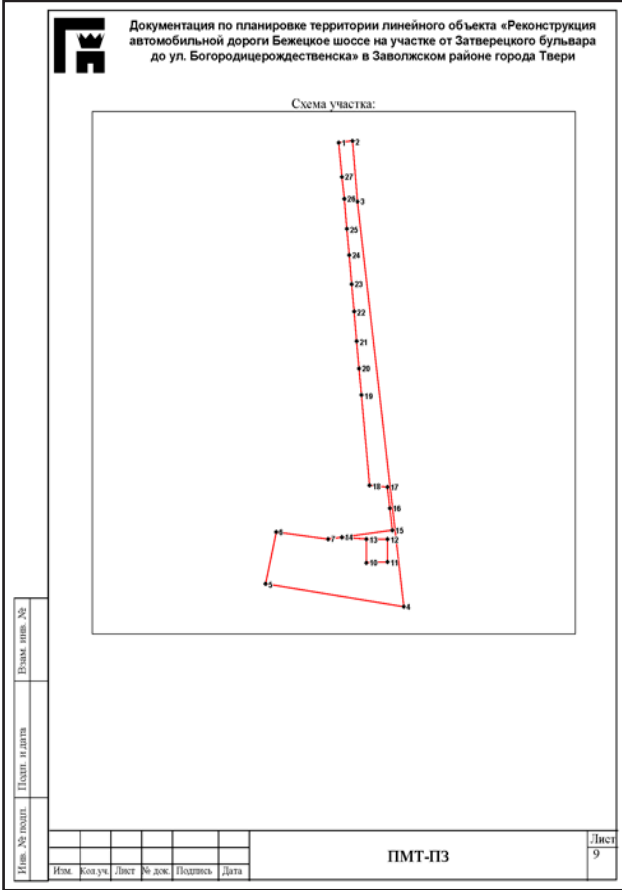 Документация по планировке территории линейного объекта «Реконструкция
автомобильной дороги Бежецкое шоссе на участке от Затверецкого бульвара
до ул. Богородицерождественска» в Заволжском районе города Твери
Схема участка:
1 2
27
26 3
25
24
23
22
21
20
19
18 17
16
15
6 7 14 13 12
10 11
5
4
Взам. инв. №
Подп. и дата
Инв. № подл.
Изм. Кол.уч. Лист № док. Подпись Дата
ПМТ-ПЗ
Лист
9